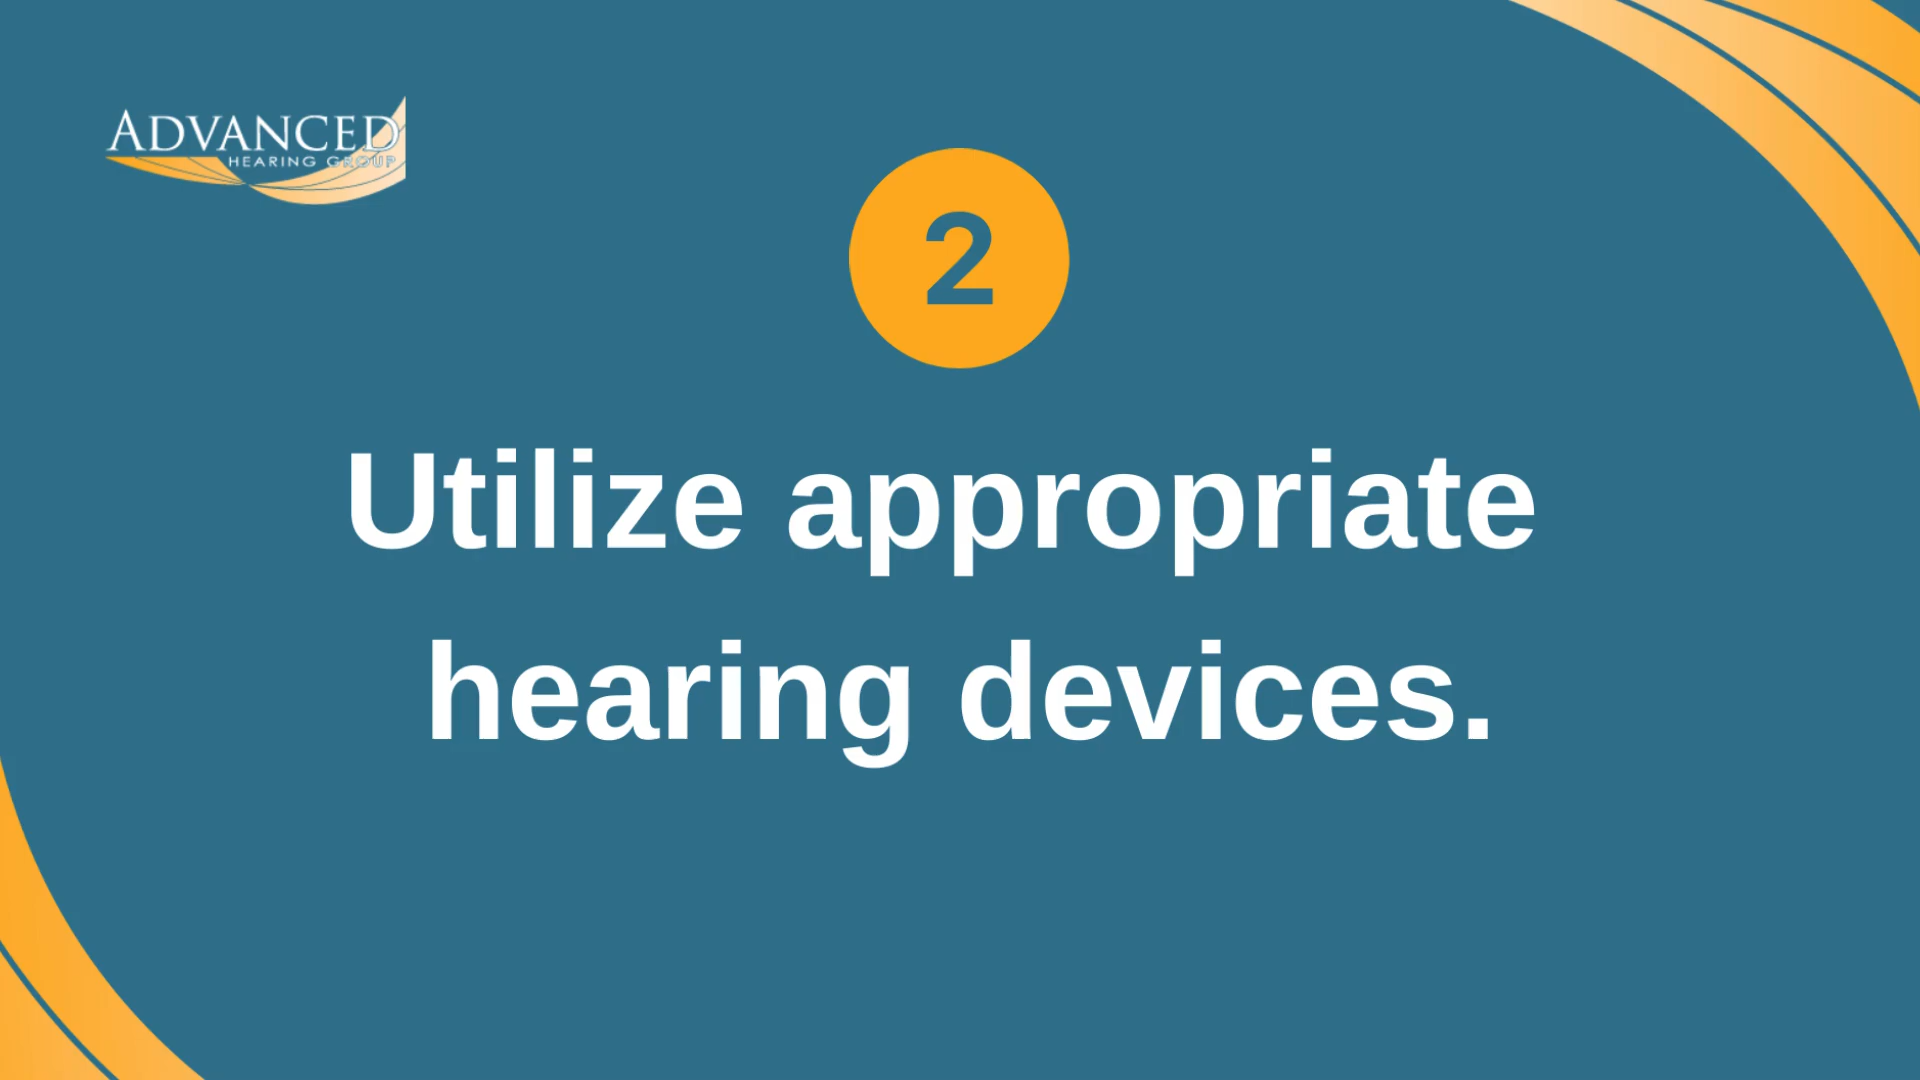 ADVANCED
HEARING GROUP
2
Utilize appropriate
hearing devices.